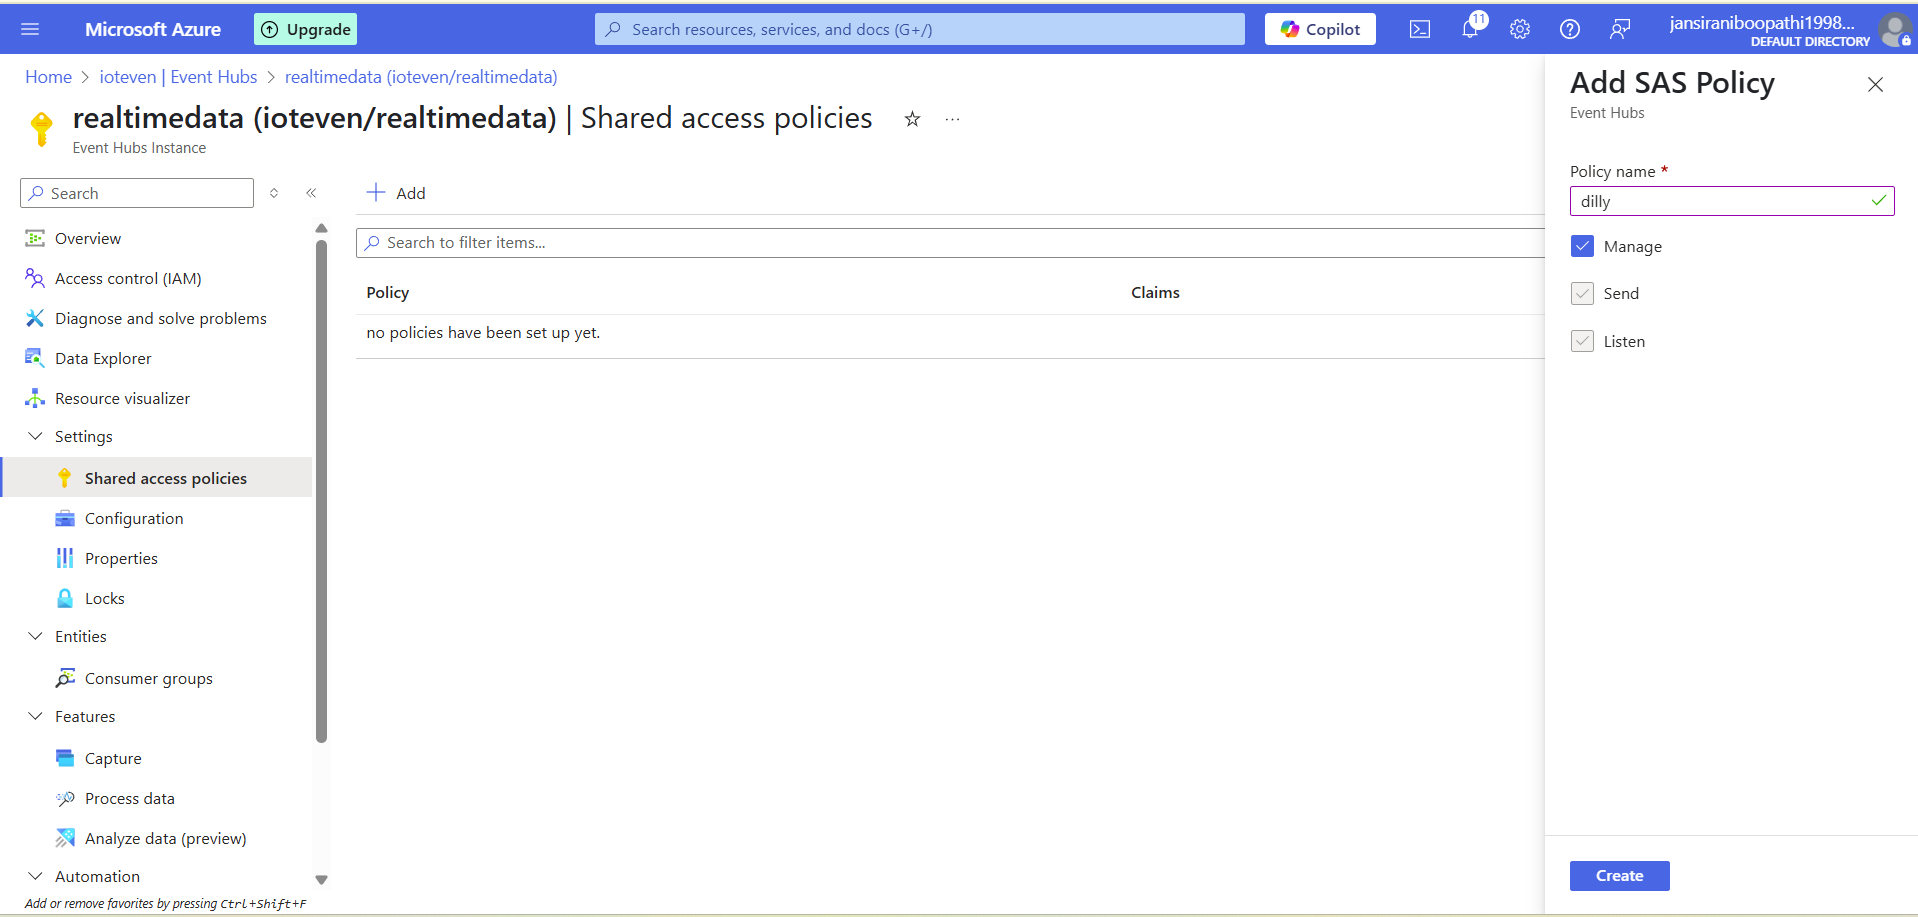 Microsoft Azure
Upgrade
Search resources, services, and docs (G+/)
Copilot
11
jansiraniboopathi1998...
DEFAULT DIRECTORY
Home > ioteven | Event Hubs > realtimedata (ioteven/realtimedata)
realtimedata (ioteven/realtimedata) | Shared access policies
Event Hubs Instance
Search
Overview
Access control (IAM)
Diagnose and solve problems
Data Explorer
Resource visualizer
Settings
Shared access policies
Configuration
Properties
Locks
Entities
Consumer groups
Features
Capture
Process data
Analyze data (preview)
Automation
Add or remove favorites by pressing Ctrl+Shift+F
Add
Search to filter items...
Policy Claims
no policies have been set up yet.
Add SAS Policy
Event Hubs
Policy name *
dilly
Manage
Send
Listen
Create